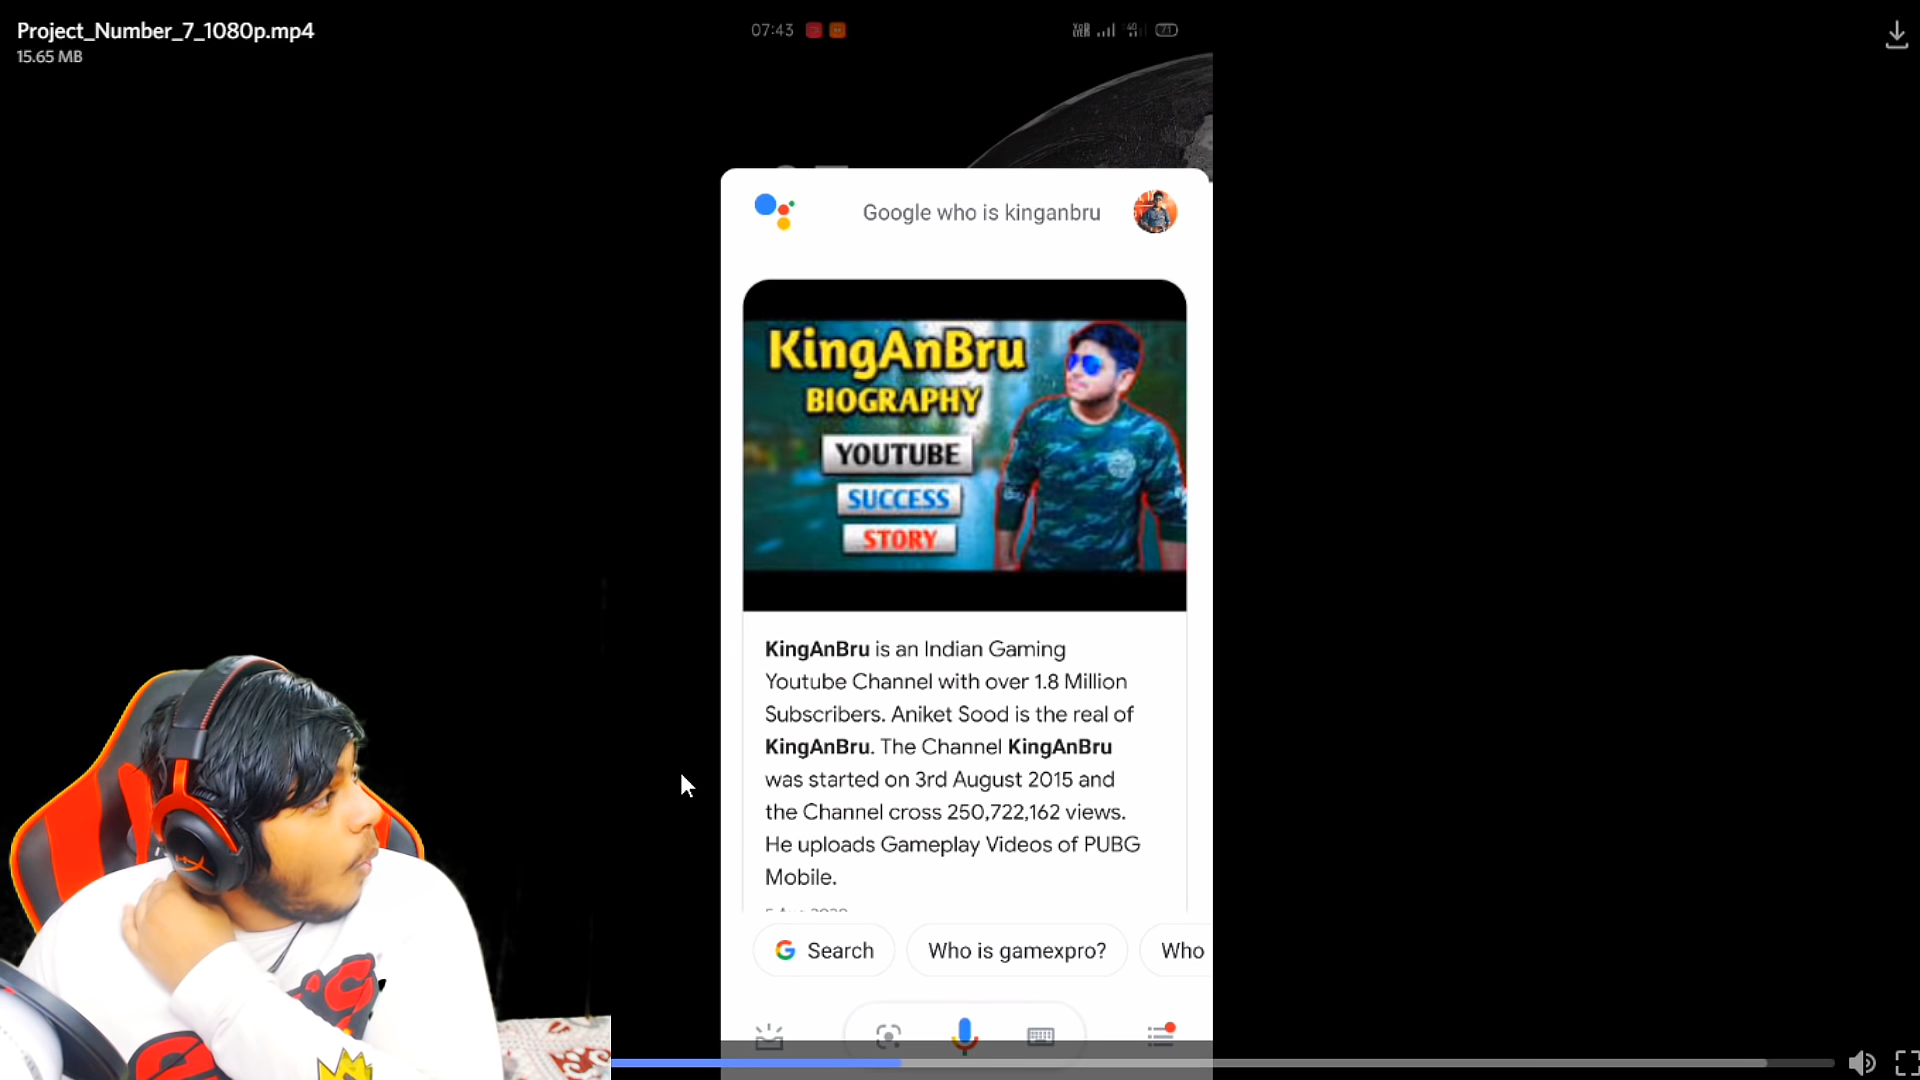 Project_Number_7_1080p.mp4
15.65 MB
07:43
71
Google who is kinganbru
KingAnBru
BIOGRAPHY
YOUTUBE
SUCCESS
STORY
KingAnBru is an Indian Gaming
Youtube Channel with over 1.8 Million
Subscribers. Aniket Sood is the real of
KingAnBru. The Channel KingAnBru
was started on 3rd August 2015 and
the Channel cross 250,722,162 views.
He uploads Gameplay Videos of PUBG
Mobile.
Search
Who is gamexpro?
Who